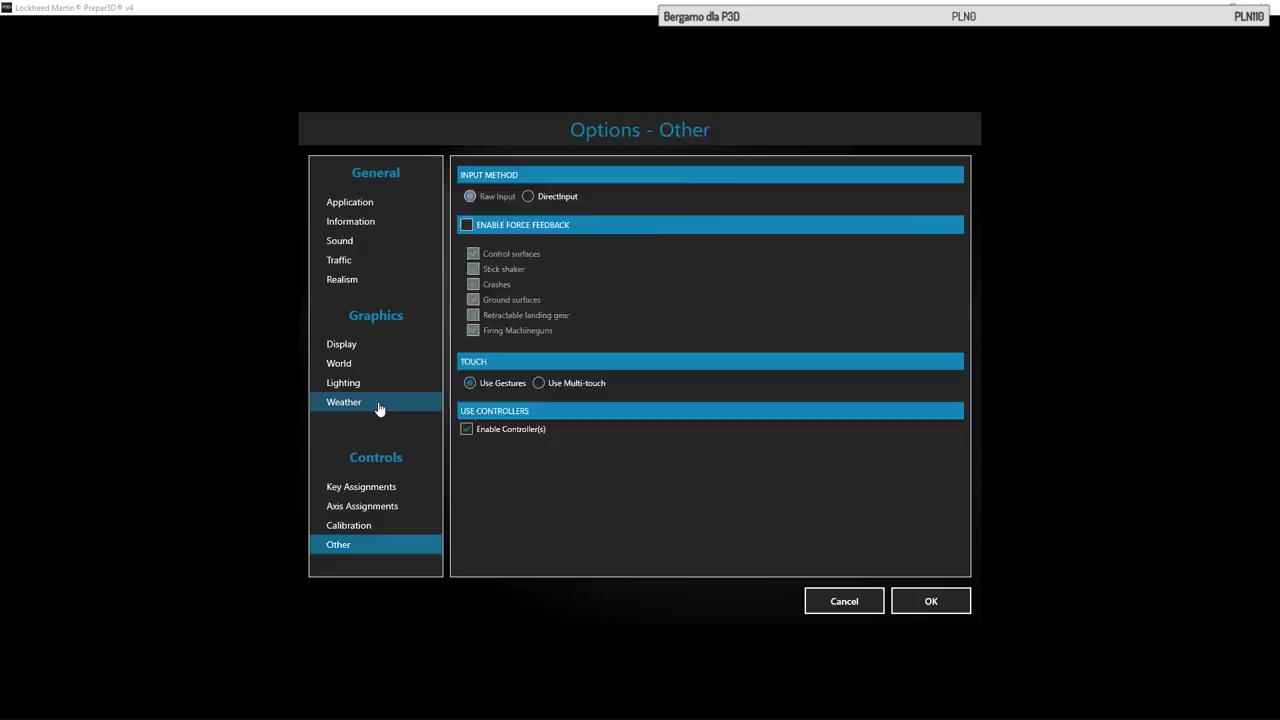 Lockheed Martin® Prepar3D® v4
Bergamo dla P3D PLN0 PLN110
Options - Other
General
Application
Information
Sound
Traffic
Realism
Graphics
Display
World
Lighting
Weather
Controls
Key Assignments
Axis Assignments
Calibration
Other
INPUT METHOD
Raw Input DirectInput
ENABLE FORCE FEEDBACK
Control surfaces
Stick shaker
Crashes
Ground surfaces
Retractable landing gear
Firing Machineguns
TOUCH
Use Gestures Use Multi-touch
USE CONTROLLERS
Enable Controller(s)
Cancel OK